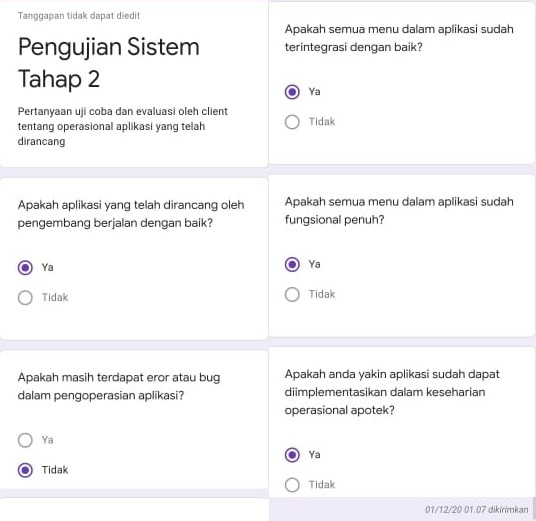 Tanggapan tidak dapat diedit
Pengujian Sistem
Tahap 2
Pertanyaan uji coba dan evaluasi oleh client
tentang operasional aplikasi yang telah
dirancang
Apakah aplikasi yang telah dirancang oleh
pengembang berjalan dengan baik?
Ya
Tidak
Apakah masih terdapat eror atau bug
dalam pengoperasian aplikasi?
Ya
Tidak
Apakah semua menu dalam aplikasi sudah
terintegrasi dengan baik?
Ya
Tidak
Apakah semua menu dalam aplikasi sudah
fungsional penuh?
Ya
Tidak
Apakah anda yakin aplikasi sudah dapat
diimplementasikan dalam keseharian
operasional apotek?
Ya
Tidak
01/12/20 01.07 dikirimkan